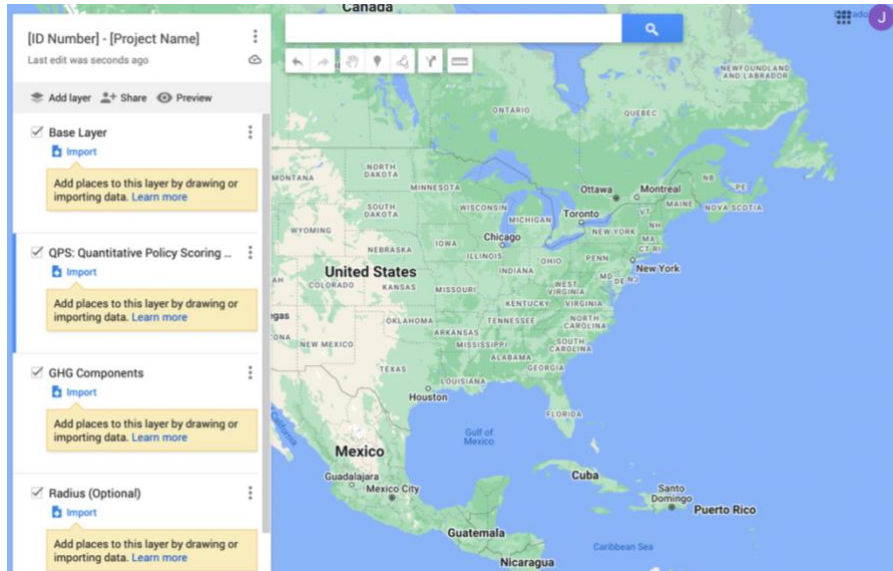 [ID Number] - [Project Name]
Last edit was seconds ago
Add layer Share Preview
Base Layer
Import
Add places to this layer by drawing or
importing data. Learn more
QPS: Quantitative Policy Scoring ...
Import
Add places to this layer by drawing or
importing data. Learn more
GHG Components
Import
Add places to this layer by drawing or
importing data. Learn more
Radius (Optional)
Import
Add places to this layer by drawing or
importing data. Learn more
J
Canada
NEWFOUNDLAND
AND LABRADOR
ONTARIO
QUEBEC
MONTANA
NORTH
DAKOTA
MINNESOTA
Ottawa
Montreal
NB
PE
NOVA SCOTIA
MAINE
SOUTH
DAKOTA
WISCONSIN
MICHIGAN
Toronto
VT
NH
WYOMING
NEW YORK
MA
CT RI
Chicago
IOWA
NEBRASKA
ILLINOIS
INDIANA
OHIO
PENN
New York
United States
COLORADO
KANSAS
MISSOURI
WEST
VIRGINIA
MD
DE
NJ
KENTUCKY
VIRGINIA
OKLAHOMA
TENNESSEE
NORTH
CAROLINA
ARKANSAS
NEW MEXICO
MISSISSIPPI
SOUTH
CAROLINA
ALABAMA
TEXAS
GEORGIA
LOUISIANA
Houston
FLORIDA
Gulf of
Mexico
Mexico
Guadalajara
Mexico City
Cuba
Santo
Domingo
Puerto Rico
Guatemala
Caribbean Sea
Nicaragua